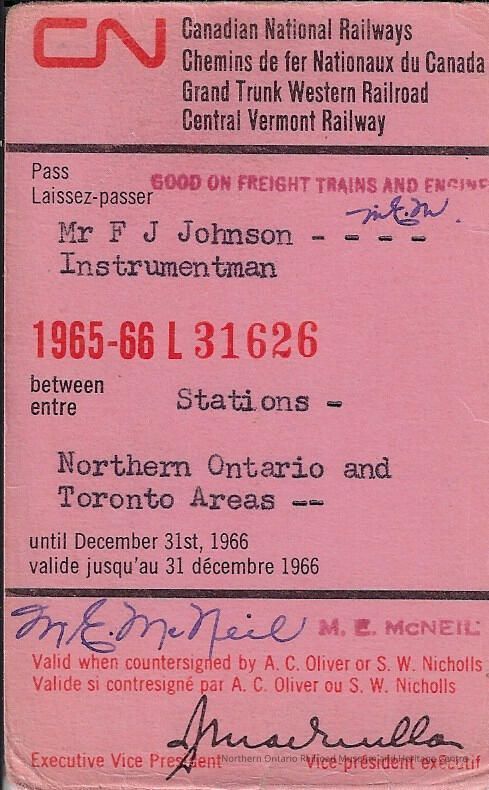 CN
Canadian National Railways
Chemins de fer Nationaux du Canada
Grand Trunk Western Railroad
Central Vermont Railway
Pass
Laissez-passer
GOOD ON FREIGHT TRAINS AND ENGINE
M.E.M.
Mr F J Johnson - - - -
Instrumentman
1965-66 L 31626
between
entre
Stations -
Northern Ontario and
Toronto Areas --
until December 31st, 1966
valide jusqu'au 31 décembre 1966
M.E. McNeil
M. E. McNEIL
Valid when countersigned by A. C. Oliver or S. W. Nicholls
Valide si contresigné par A. C. Oliver ou S. W. Nicholls
Executive Vice President
Vice-président exécutif
Northern Ontario Railroad Museum and Heritage Centre